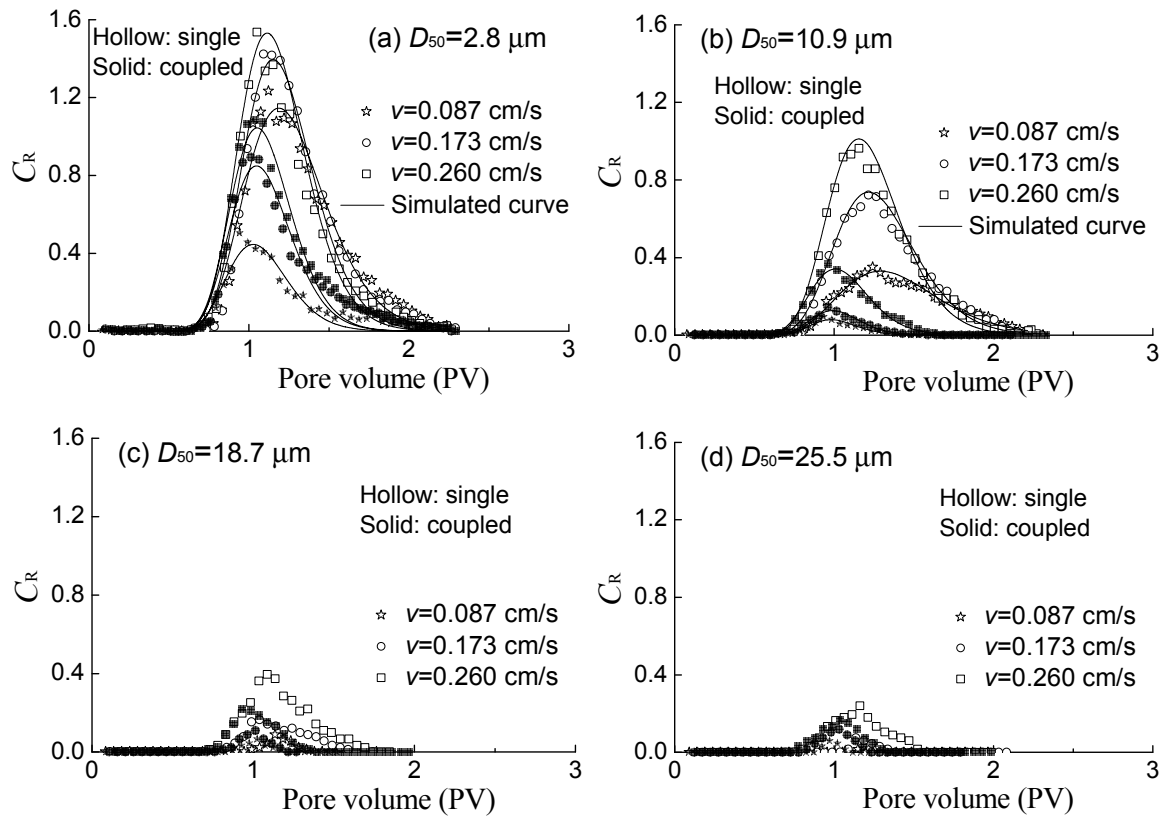 (a) D50=2.8 μm
Hollow: single
Solid: coupled
v=0.087 cm/s
v=0.173 cm/s
v=0.260 cm/s
Simulated curve
CR
1.6
1.2
0.8
0.4
0.0
0 1 2 3
Pore volume (PV)
(b) D50=10.9 μm
Hollow: single
Solid: coupled
v=0.087 cm/s
v=0.173 cm/s
v=0.260 cm/s
Simulated curve
CR
1.6
1.2
0.8
0.4
0.0
0 1 2 3
Pore volume (PV)
(c) D50=18.7 μm
Hollow: single
Solid: coupled
v=0.087 cm/s
v=0.173 cm/s
v=0.260 cm/s
CR
1.6
1.2
0.8
0.4
0.0
0 1 2 3
Pore volume (PV)
(d) D50=25.5 μm
Hollow: single
Solid: coupled
v=0.087 cm/s
v=0.173 cm/s
v=0.260 cm/s
CR
1.6
1.2
0.8
0.4
0.0
0 1 2 3
Pore volume (PV)